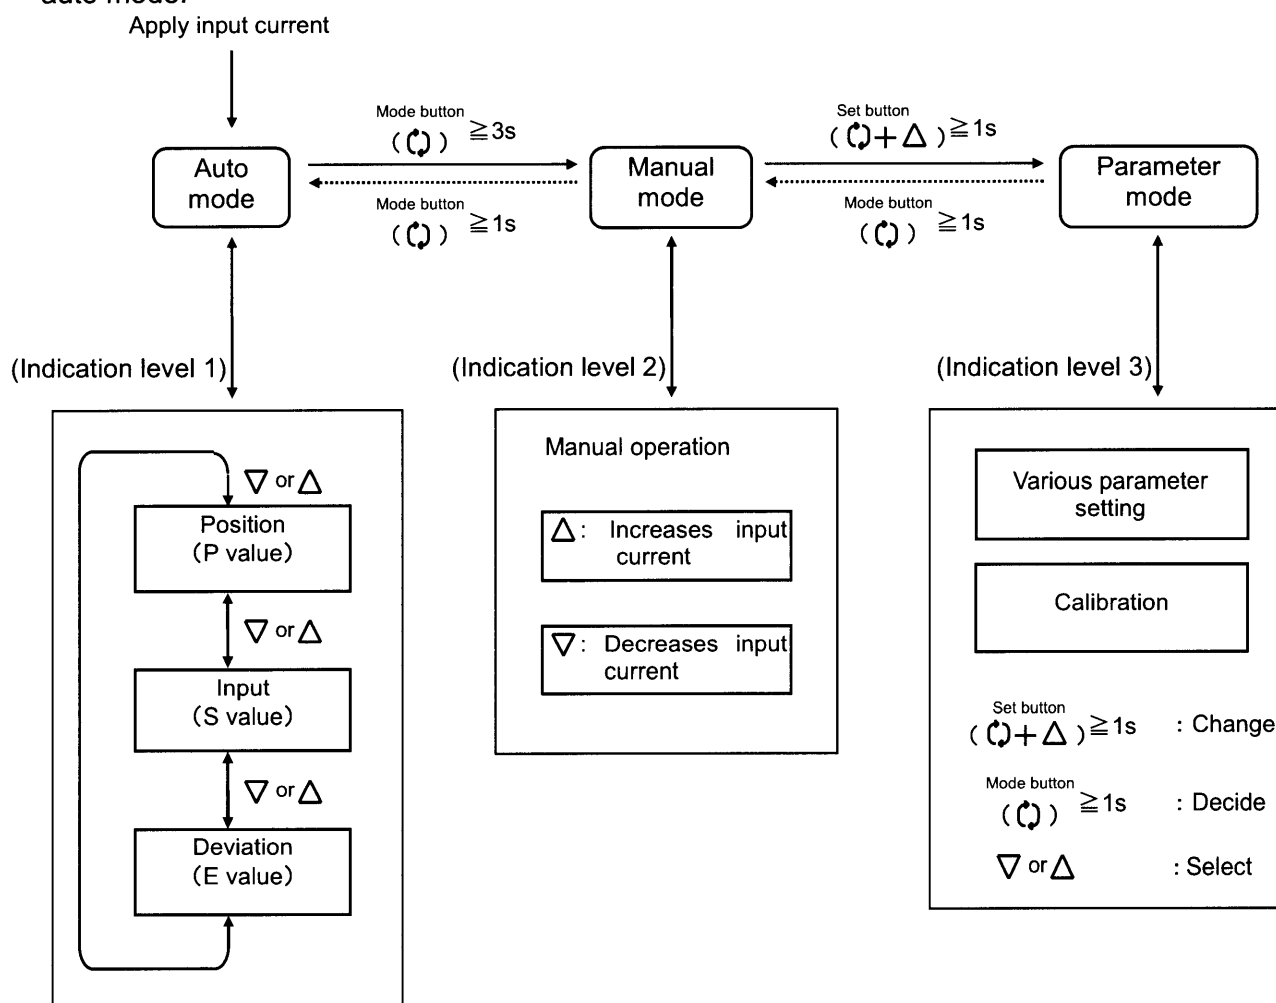 auto mode.
Apply input current
Mode button
( ) ≧3s
Set button
( + △ ) ≧1s
Auto
mode
Manual
mode
Parameter
mode
Mode button
( ) ≧1s
Mode button
( ) ≧1s
(Indication level 1)
(Indication level 2)
(Indication level 3)
▽ or △
Position
(P value)
▽ or △
Input
(S value)
▽ or △
Deviation
(E value)
Manual operation
△: Increases input
current
▽: Decreases input
current
Various parameter
setting
Calibration
Set button
( + △ ) ≧1s : Change
Mode button
( ) ≧1s : Decide
▽ or △ : Select